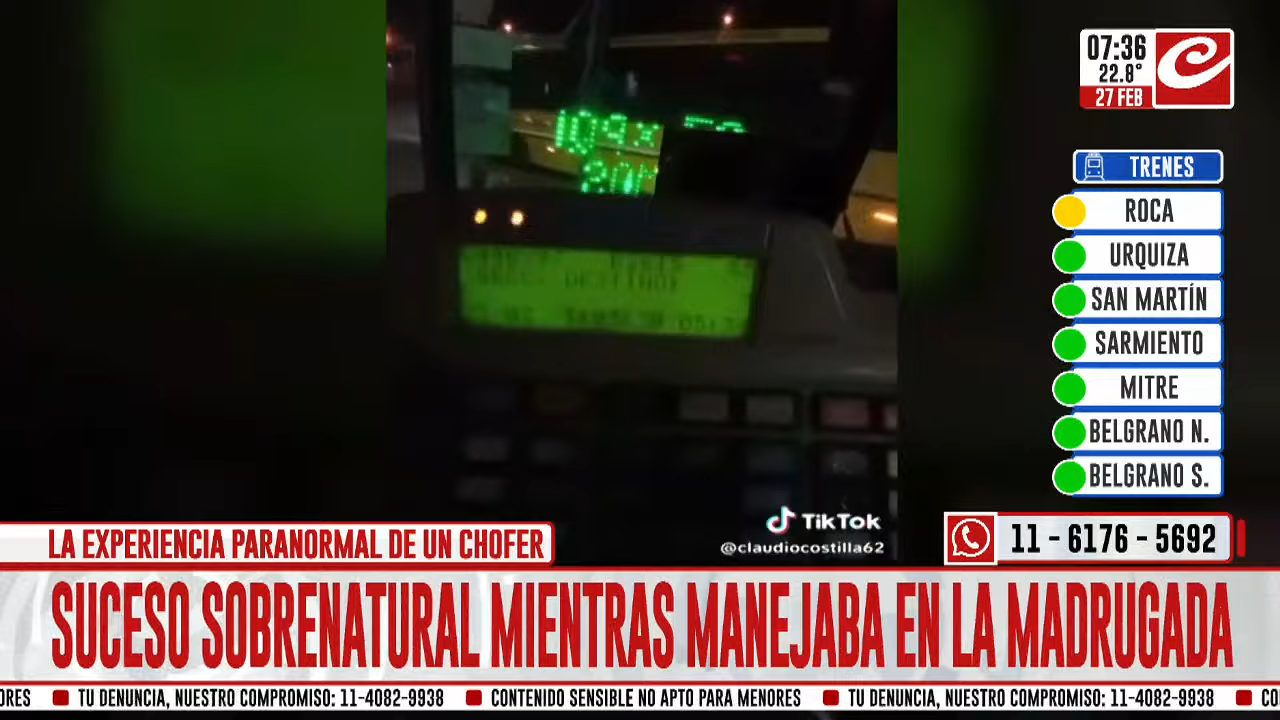 07:36
22.8°
27 FEB
TRENES
ROCA
URQUIZA
SAN MARTÍN
SARMIENTO
MITRE
BELGRANO N.
BELGRANO S.
109x
DESTINO:
TikTok
@claudiocostilla62
11 - 6176 - 5692
LA EXPERIENCIA PARANORMAL DE UN CHOFER
SUCESO SOBRENATURAL MIENTRAS MANEJABA EN LA MADRUGADA
TU DENUNCIA, NUESTRO COMPROMISO: 11-4082-9938 CONTENIDO SENSIBLE NO APTO PARA MENORES TU DENUNCIA, NUESTRO COMPROMISO: 11-4082-9938